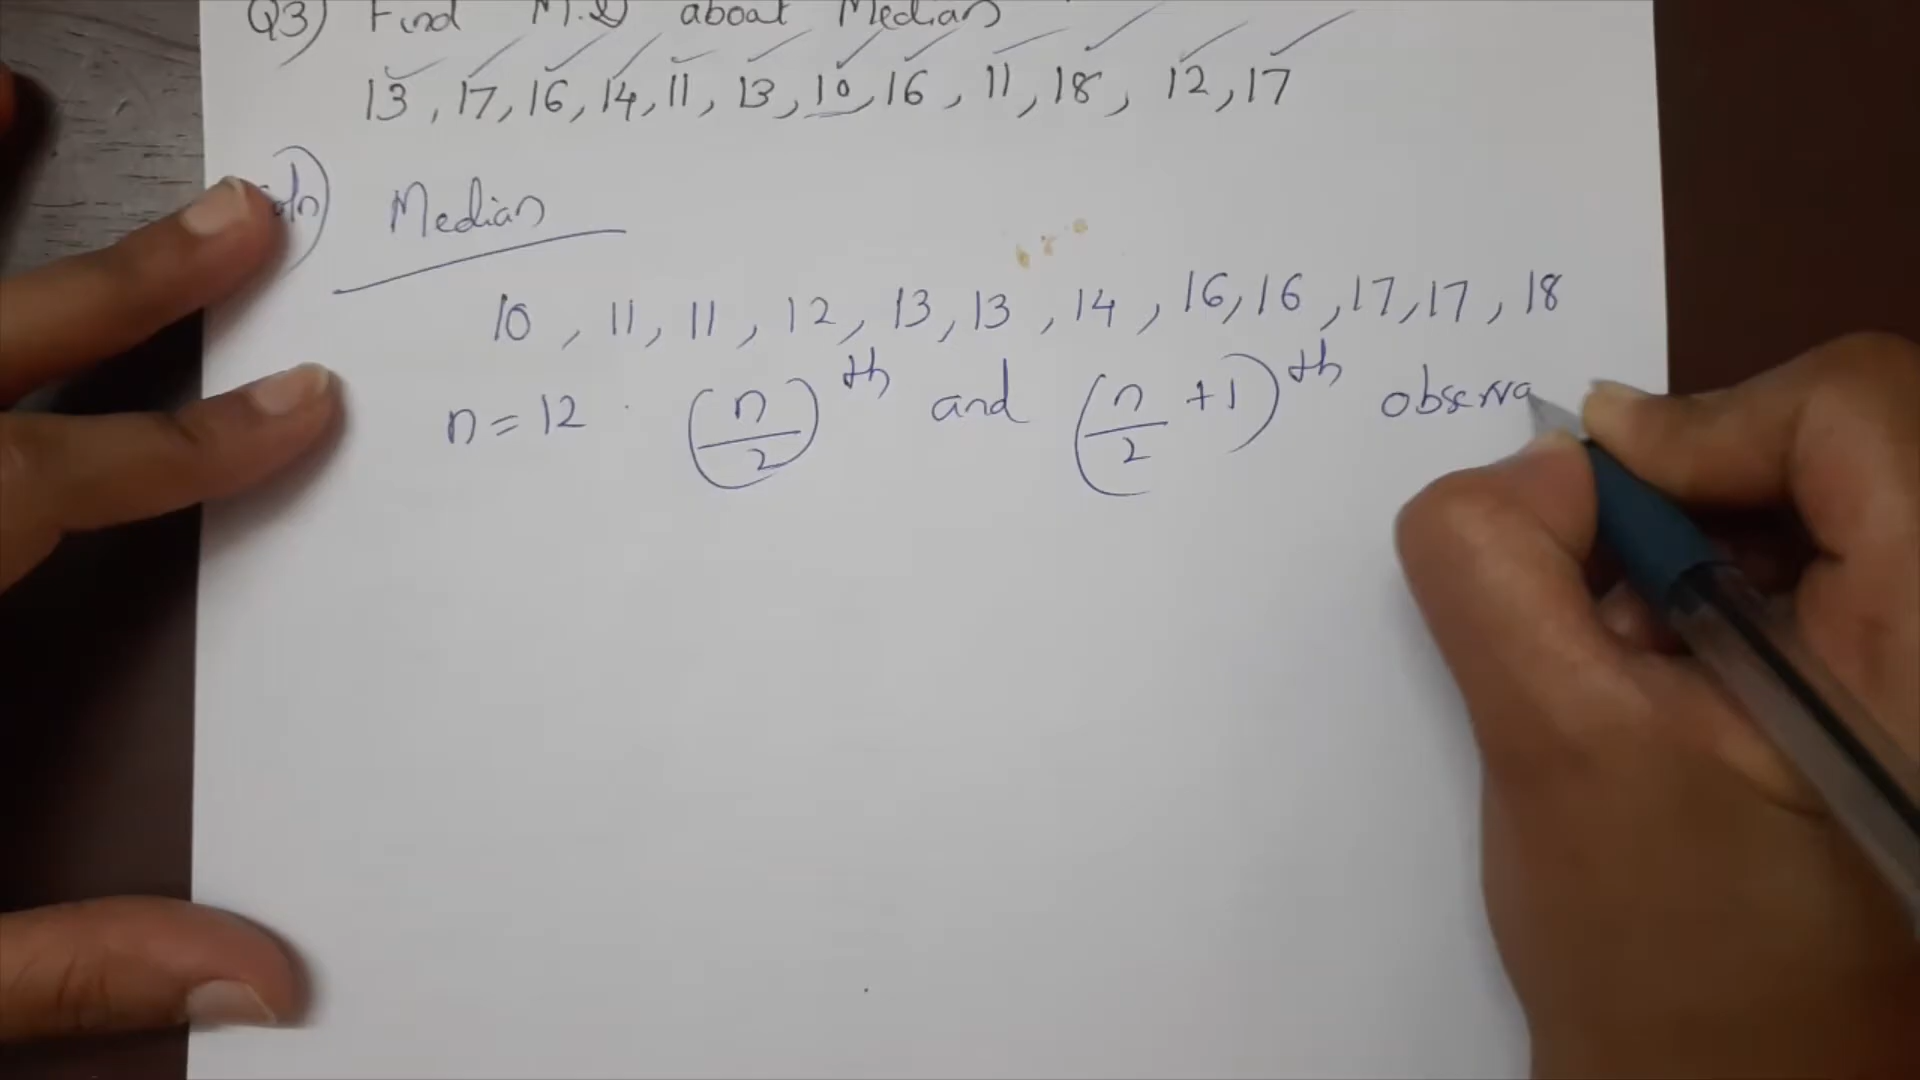 Q3) Find M.D about Median
13, 17, 16, 14, 11, 13, 10, 16, 11, 18, 12, 17
Median
10, 11, 11, 12, 13, 13, 14, 16, 16, 17, 17, 18
n = 12 (n/2)th and (n/2 + 1)th observa